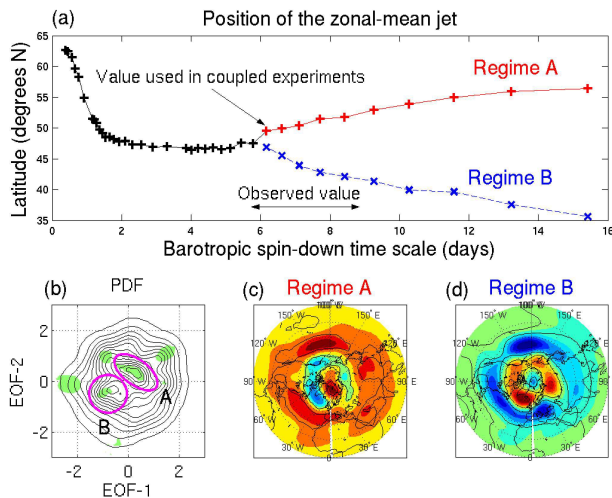 (a) Position of the zonal-mean jet
Latitude (degrees N)
65
60
55
50
45
40
35
Value used in coupled experiments
Regime A
Regime B
Observed value
0 2 4 6 8 10 12 14 16
Barotropic spin-down time scale (days)
(b) PDF
EOF-2
2
0
-2
A
B
-2 0 2
EOF-1
(c) Regime A
150°W 150°E
120°W 120°E
90°W 90°E
60°W 60°E
30°W 30°E
(d) Regime B
150°W 150°E
120°W 120°E
90°W 90°E
60°W 60°E
30°W 30°E